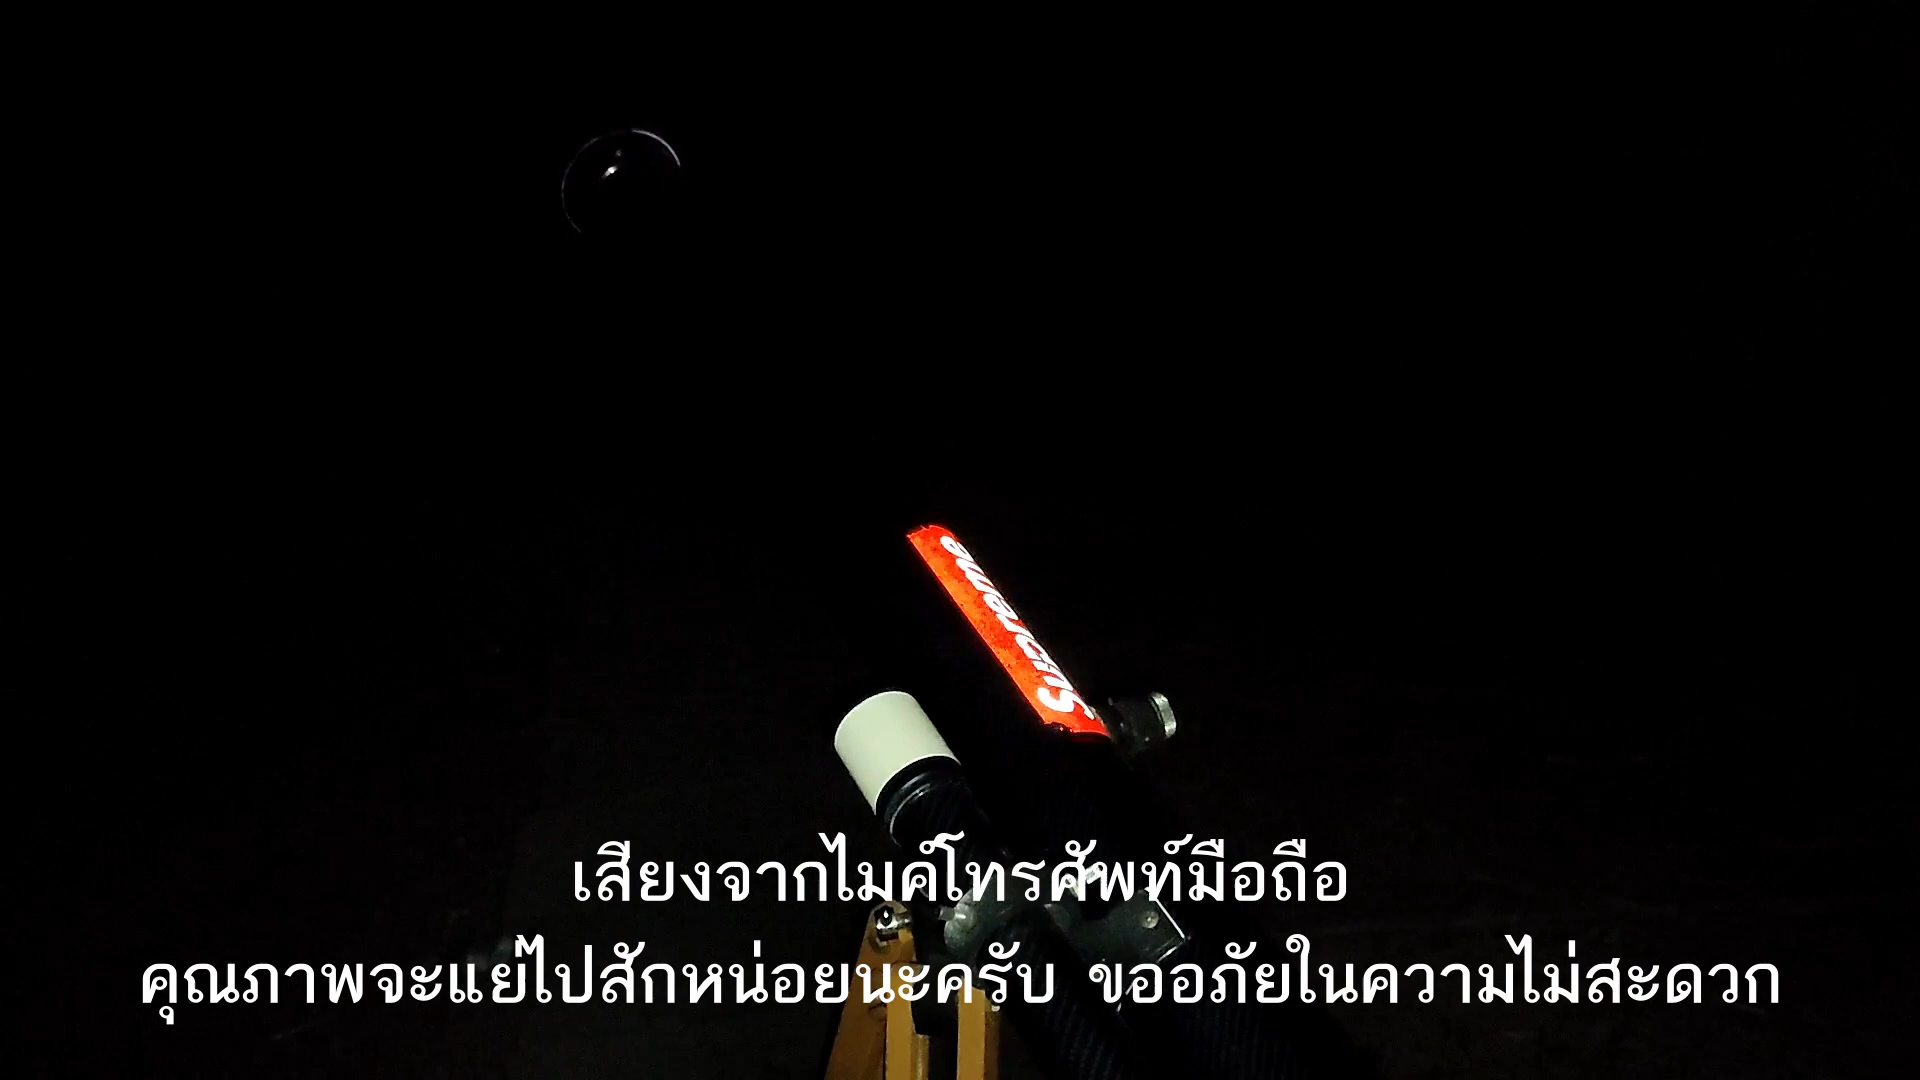 Supreme
เสียงจากไมค์โทรศัพท์มือถือ
คุณภาพจะแย่ไปสักหน่อยนะครับ ขออภัยในความไม่สะดวก